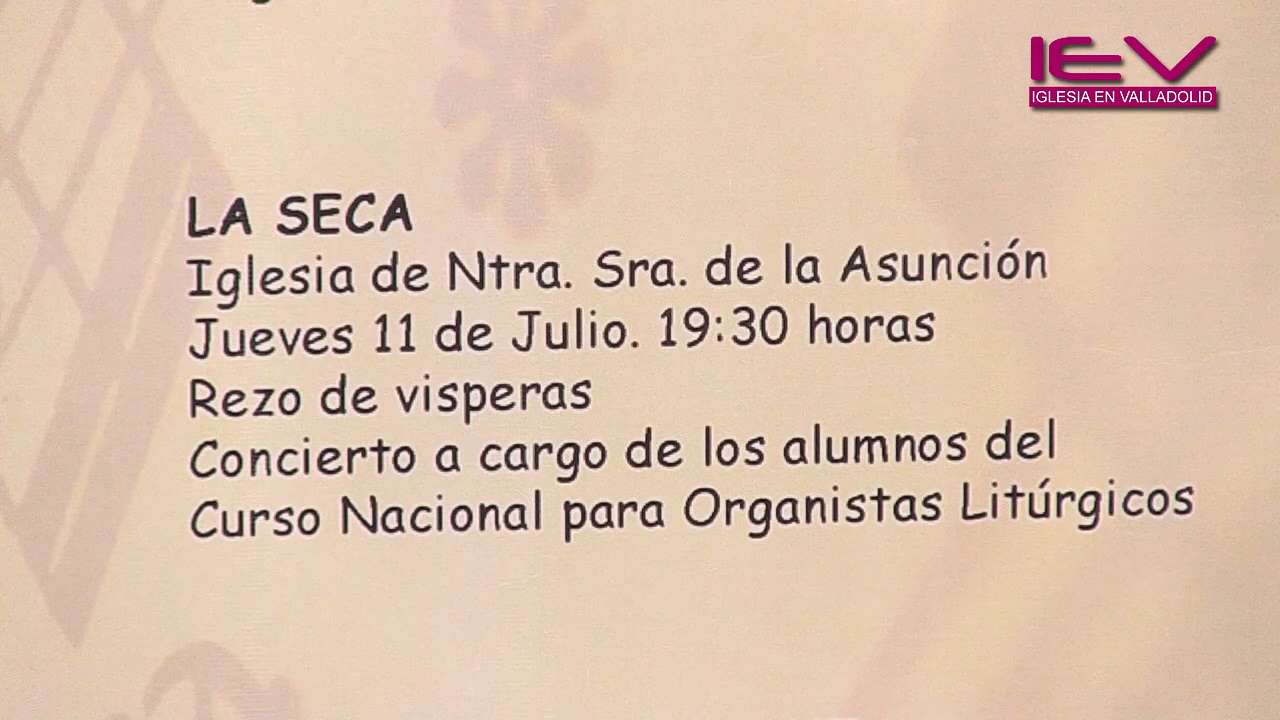 IEV
IGLESIA EN VALLADOLID
LA SECA
Iglesia de Ntra. Sra. de la Asunción
Jueves 11 de Julio. 19:30 horas
Rezo de visperas
Concierto a cargo de los alumnos del
Curso Nacional para Organistas Litúrgicos